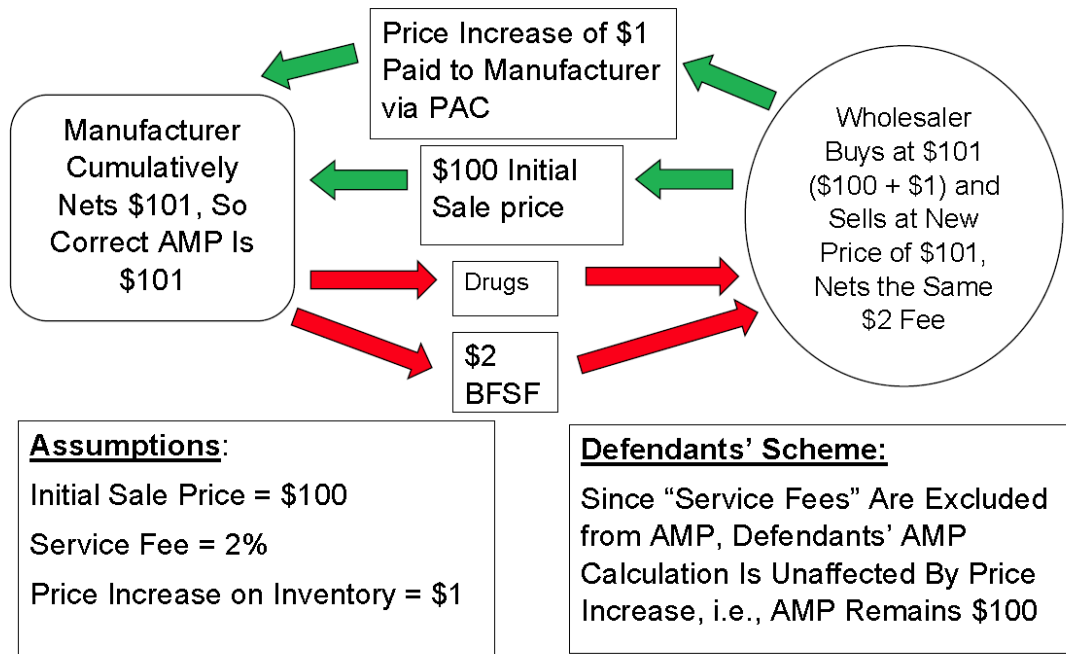 Price Increase of $1
Paid to Manufacturer
via PAC
Manufacturer
Cumulatively
Nets $101, So
Correct AMP Is
$101
$100 Initial
Sale price
Wholesaler
Buys at $101
($100 + $1) and
Sells at New
Price of $101,
Nets the Same
$2 Fee
Drugs
$2
BFSF
Assumptions:
Initial Sale Price = $100
Service Fee = 2%
Price Increase on Inventory = $1
Defendants’ Scheme:
Since “Service Fees” Are Excluded
from AMP, Defendants’ AMP
Calculation Is Unaffected By Price
Increase, i.e., AMP Remains $100